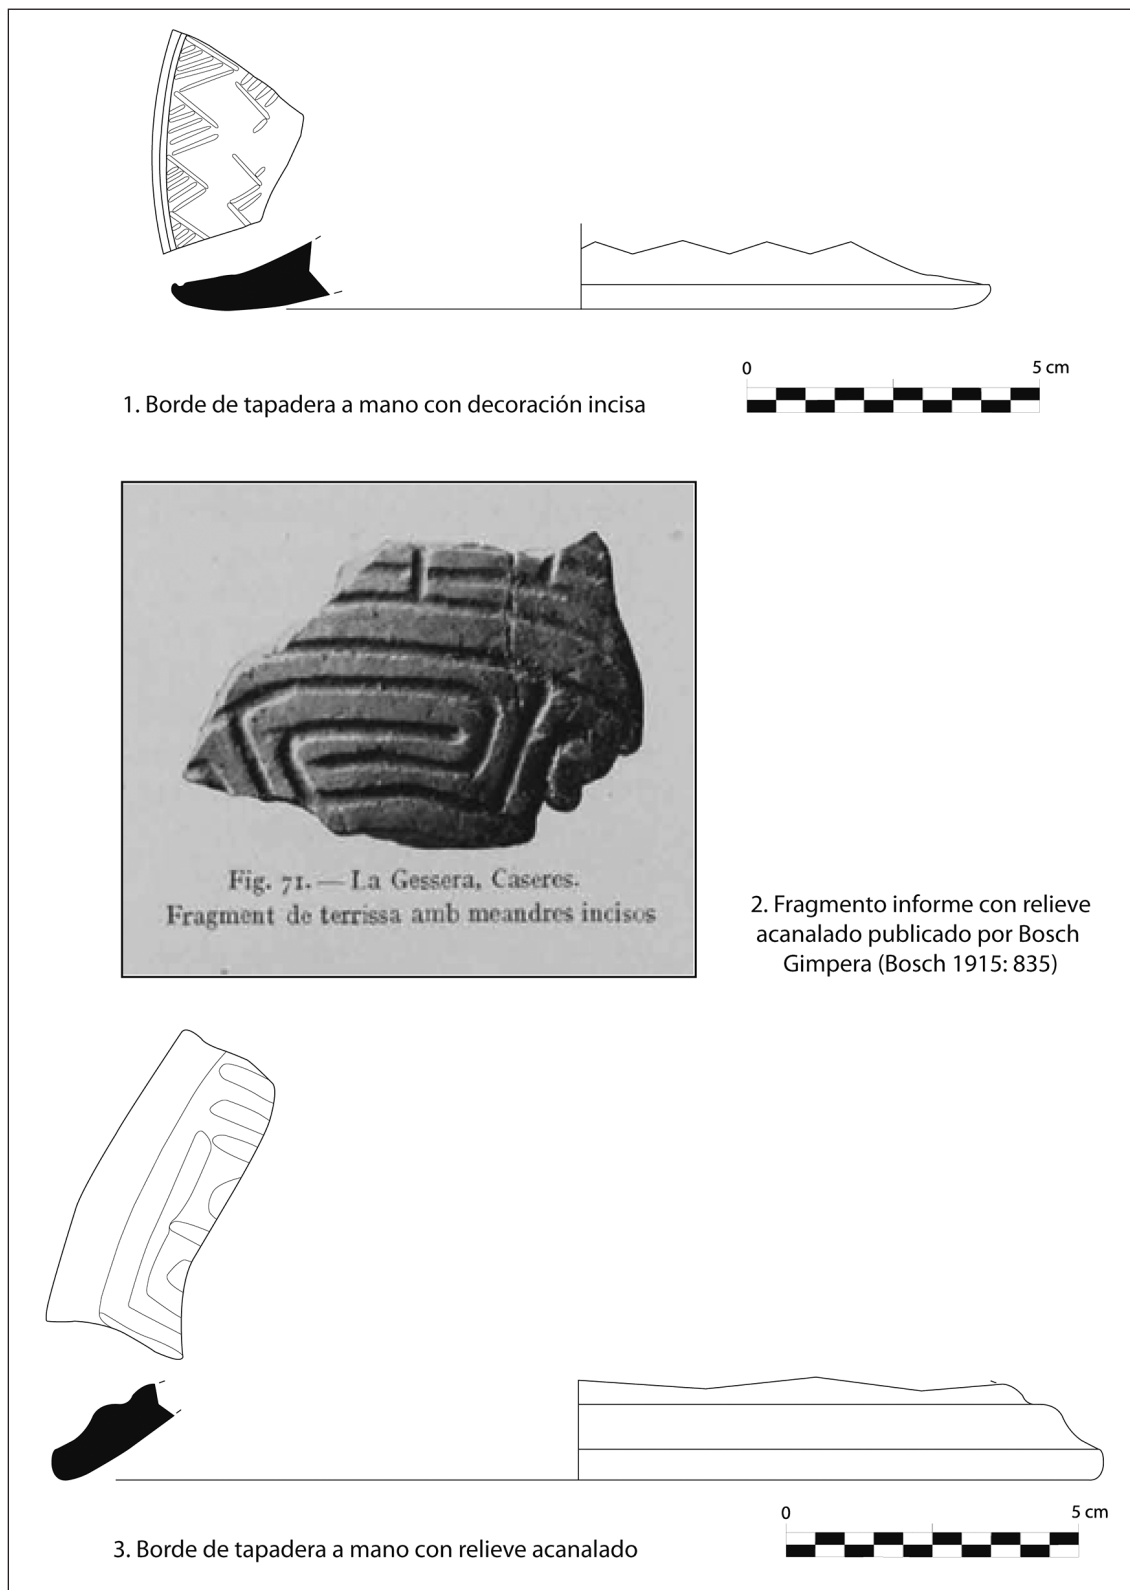 0 5 cm
1. Borde de tapadera a mano con decoración incisa
Fig. 71. — La Gessera, Caseres.
Fragment de terrissa amb meandres incisos
2. Fragmento informe con relieve
acanalado publicado por Bosch
Gimpera (Bosch 1915: 835)
0 5 cm
3. Borde de tapadera a mano con relieve acanalado